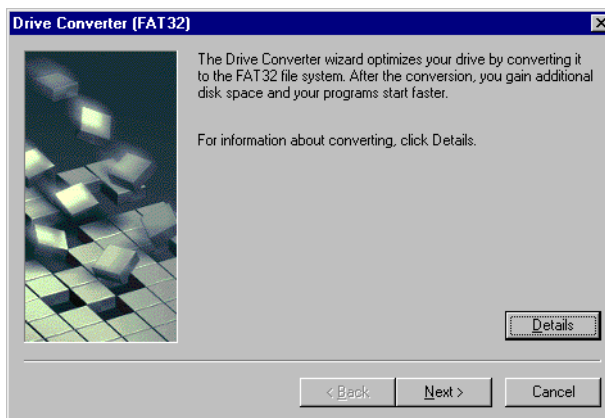 Drive Converter (FAT32)
The Drive Converter wizard optimizes your drive by converting it
to the FAT32 file system. After the conversion, you gain additional
disk space and your programs start faster.
For information about converting, click Details.
Details
< Back
Next >
Cancel